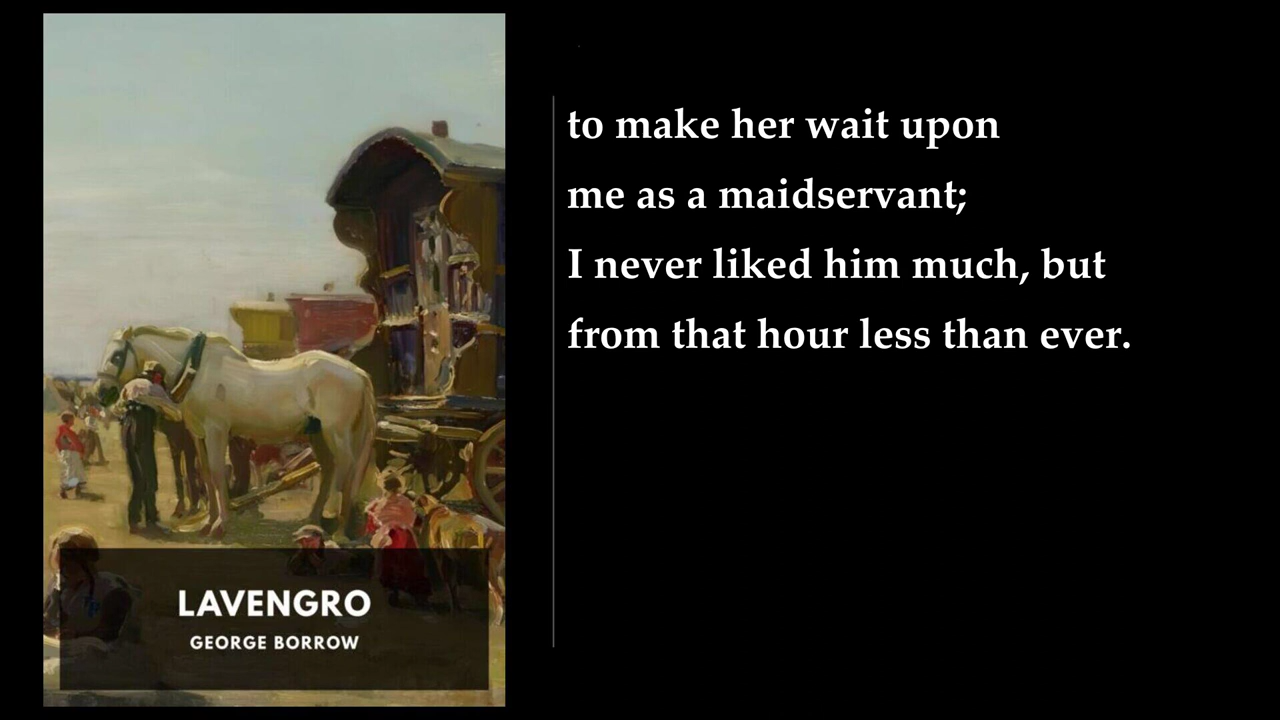 to make her wait upon
me as a maidservant;
I never liked him much, but
from that hour less than ever.
LAVENGRO
GEORGE BORROW